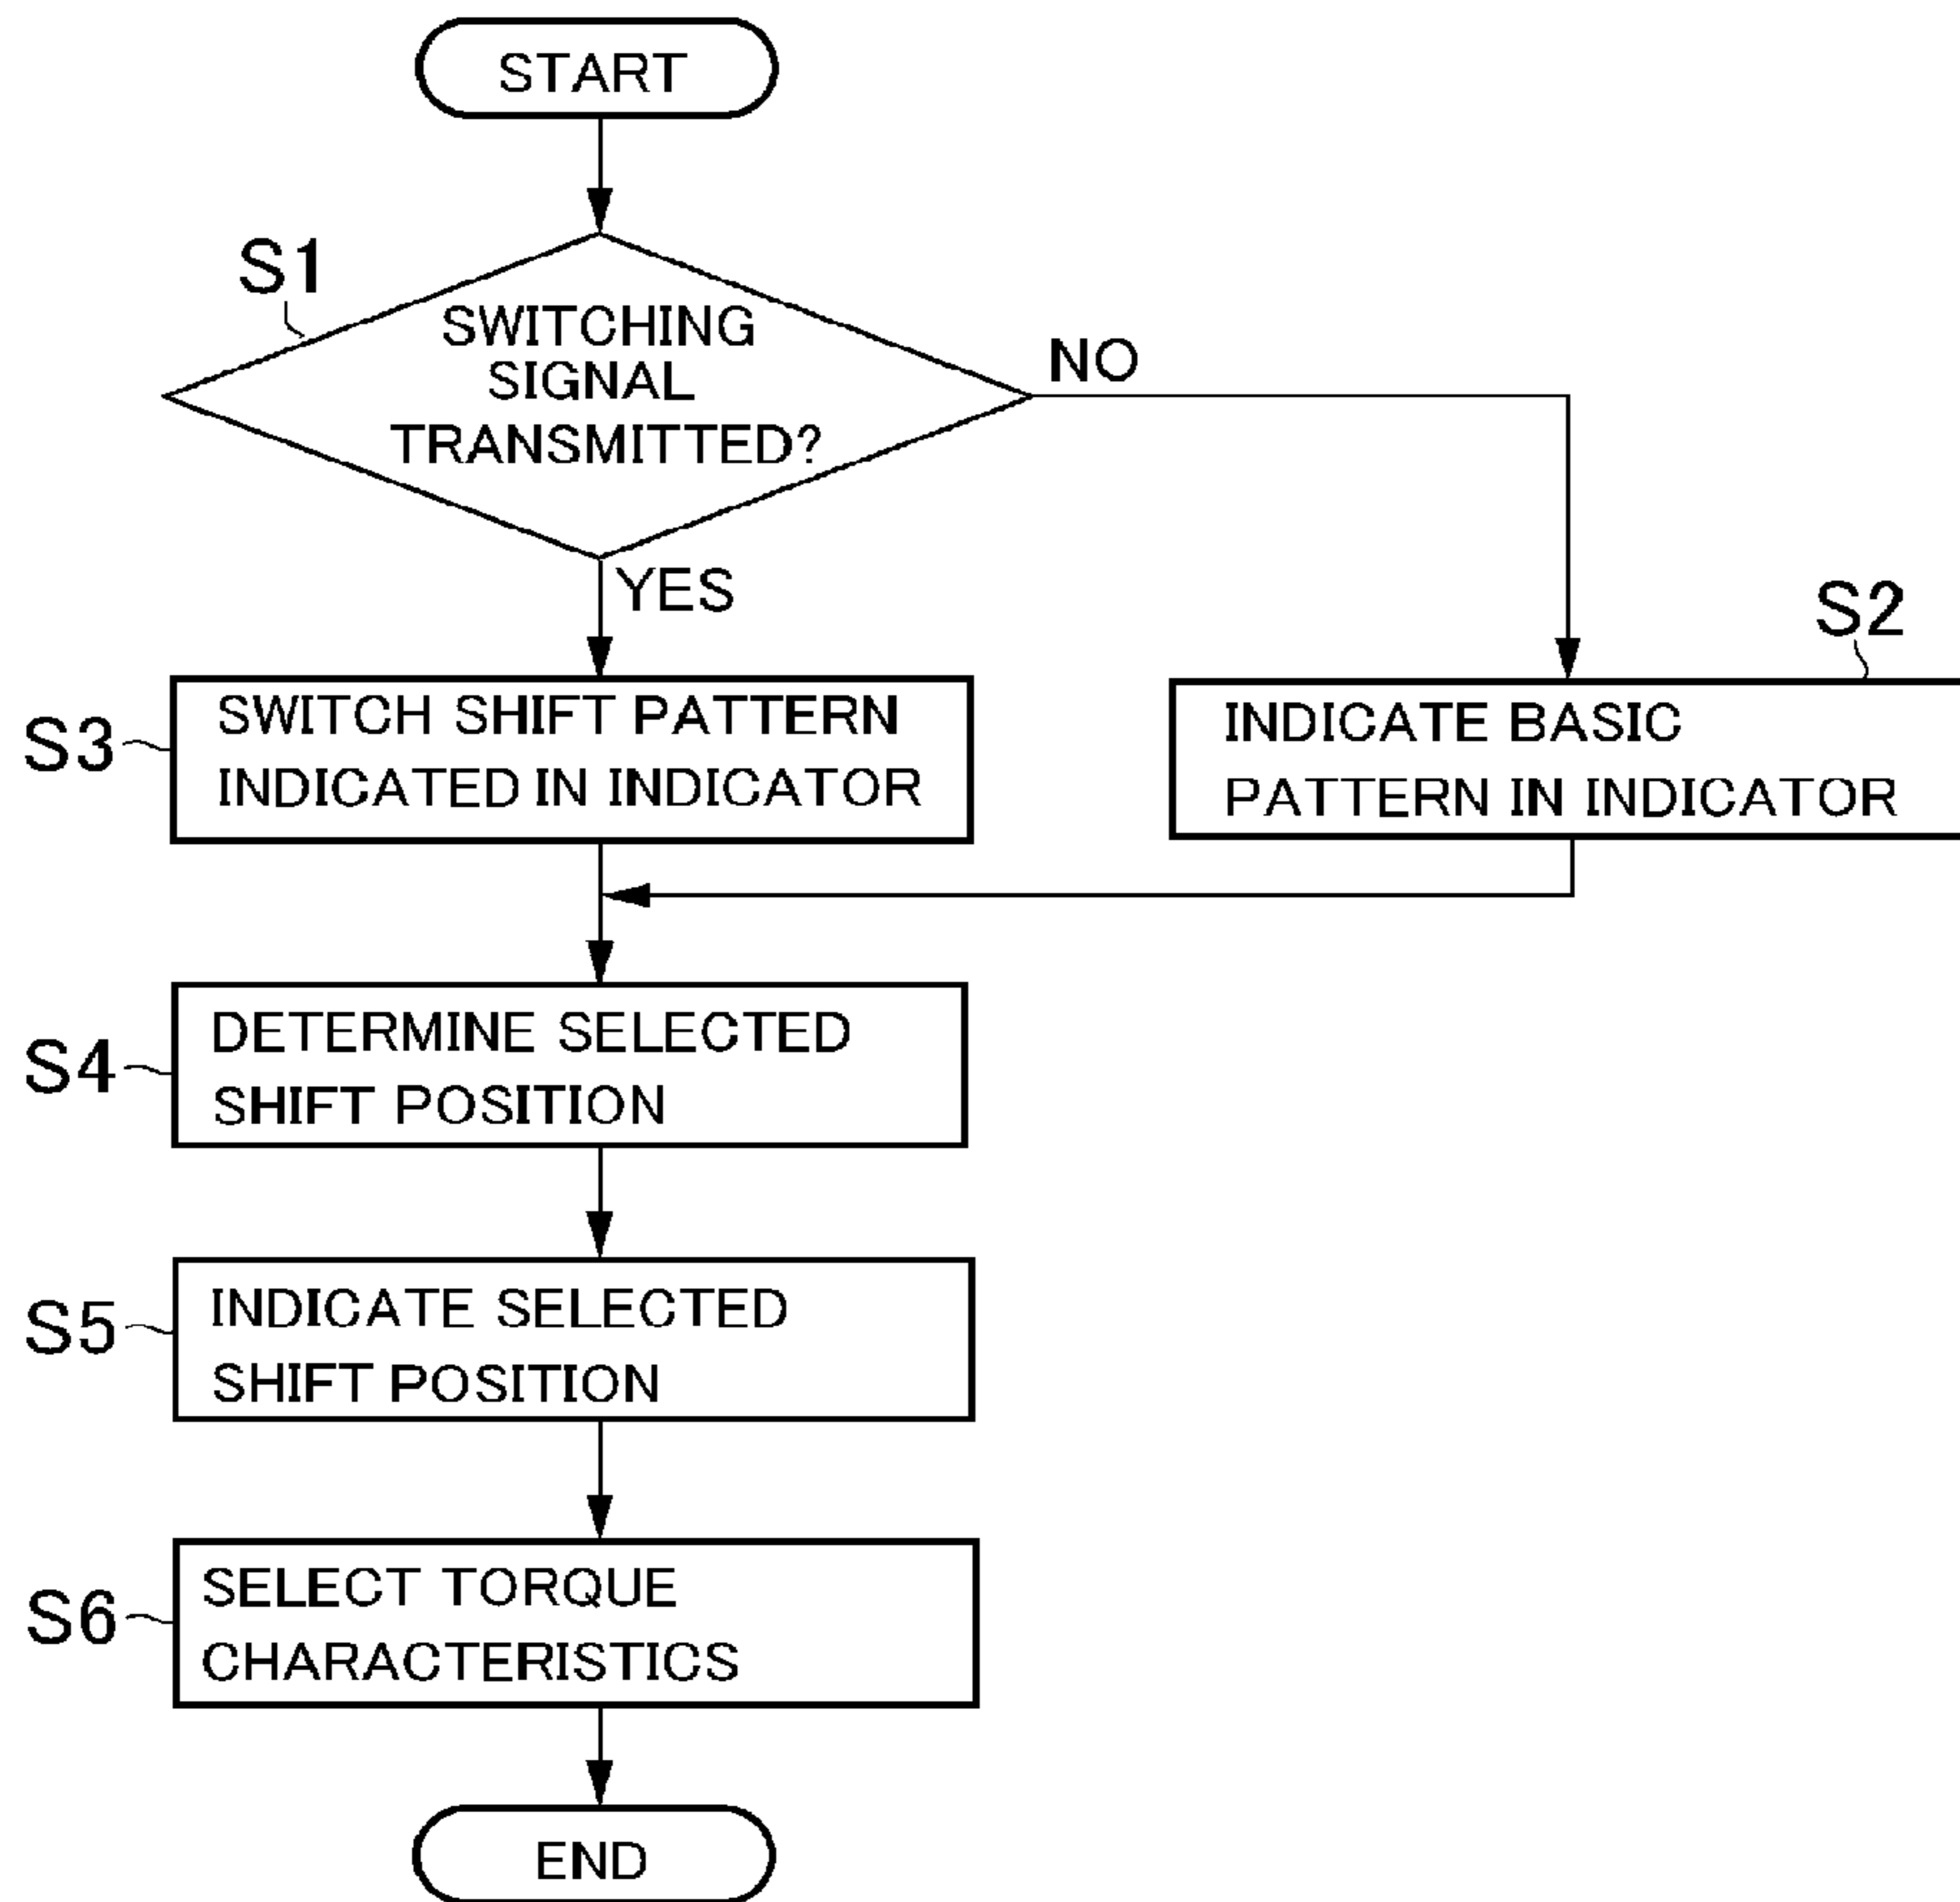 START
S1
SWITCHING
SIGNAL
TRANSMITTED?
NO
YES
S2
S3
SWITCH SHIFT PATTERN
INDICATED IN INDICATOR
INDICATE BASIC
PATTERN IN INDICATOR
S4
DETERMINE SELECTED
SHIFT POSITION
S5
INDICATE SELECTED
SHIFT POSITION
S6
SELECT TORQUE
CHARACTERISTICS
END